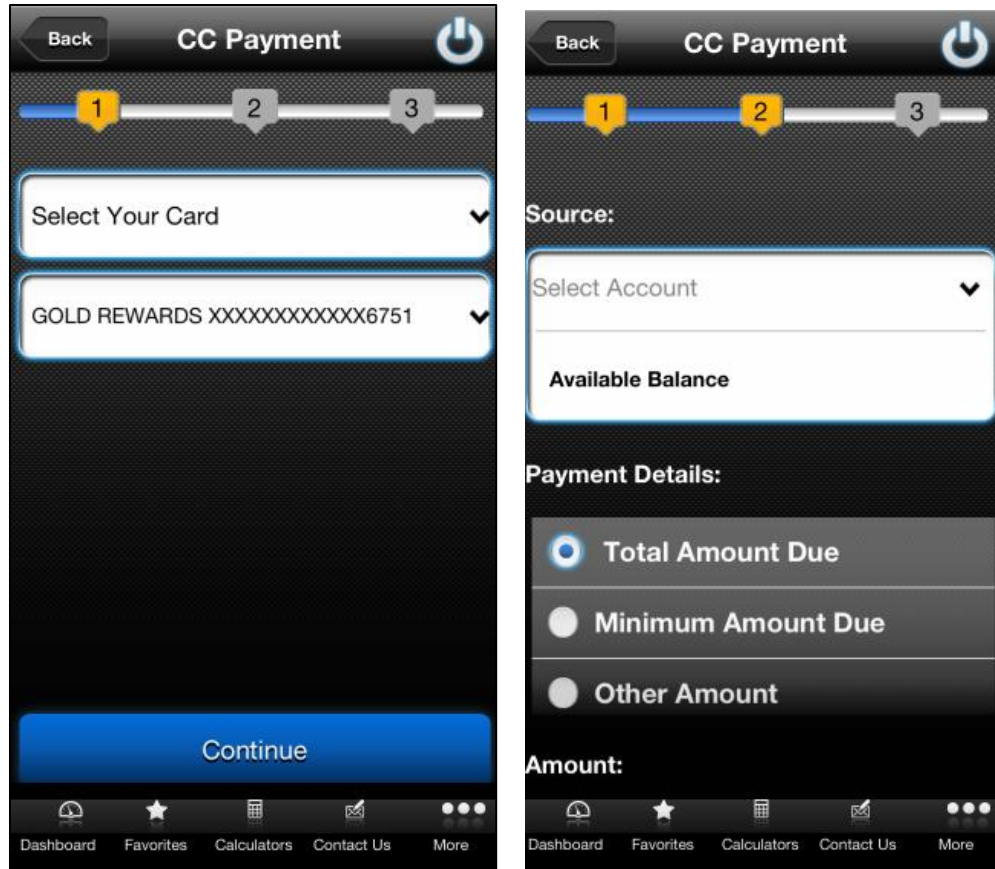 Back CC Payment
1 2 3
Select Your Card
GOLD REWARDS XXXXXXXXXXXXX6751
Continue
Dashboard Favorites Calculators Contact Us More
Back CC Payment
1 2 3
Source:
Select Account
Available Balance
Payment Details:
Total Amount Due
Minimum Amount Due
Other Amount
Amount:
Dashboard Favorites Calculators Contact Us More